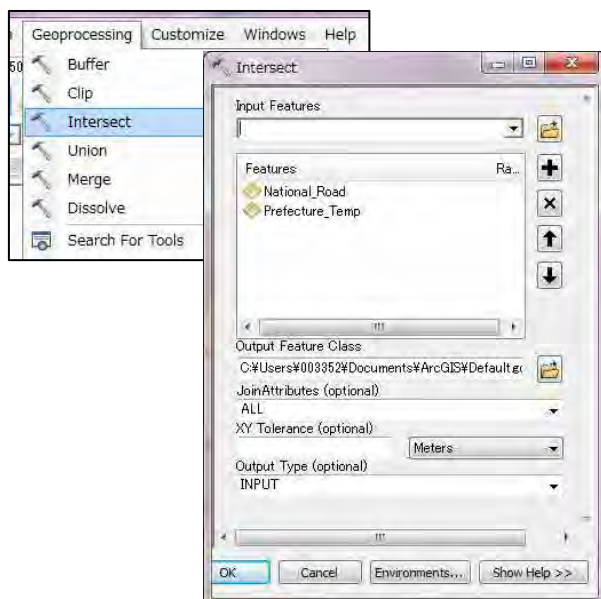 Geoprocessing Customize Windows Help
50
Buffer
Clip
Intersect
Union
Merge
Dissolve
Search For Tools
Intersect
Input Features
Features Ra...
National_Road
Prefecture_Temp
Output Feature Class
C:¥Users¥003352¥Documents¥ArcGIS¥Default.g
JoinAttributes (optional)
ALL
XY Tolerance (optional)
Meters
Output Type (optional)
INPUT
OK Cancel Environments... Show Help >>